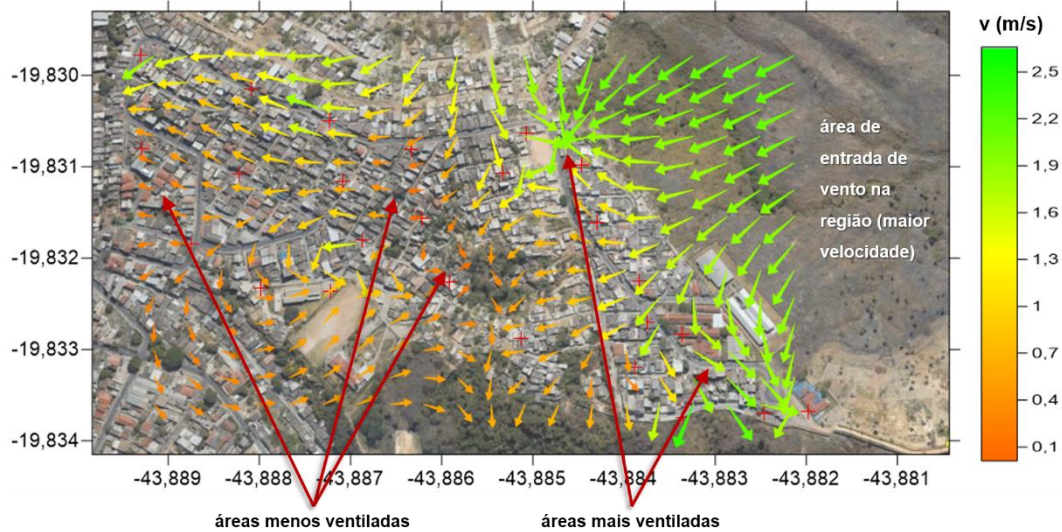 v (m/s)
-19,830
-19,831
-19,832
-19,833
-19,834
área de
entrada de
vento na
região (maior
velocidade)
2.5
2.2
1.9
1.6
1.3
1.0
0.7
0.4
0.1
-43,889
-43,888
-43,887
-43,886
-43,885
-43,884
-43,883
-43,882
-43,881
áreas menos ventiladas
áreas mais ventiladas